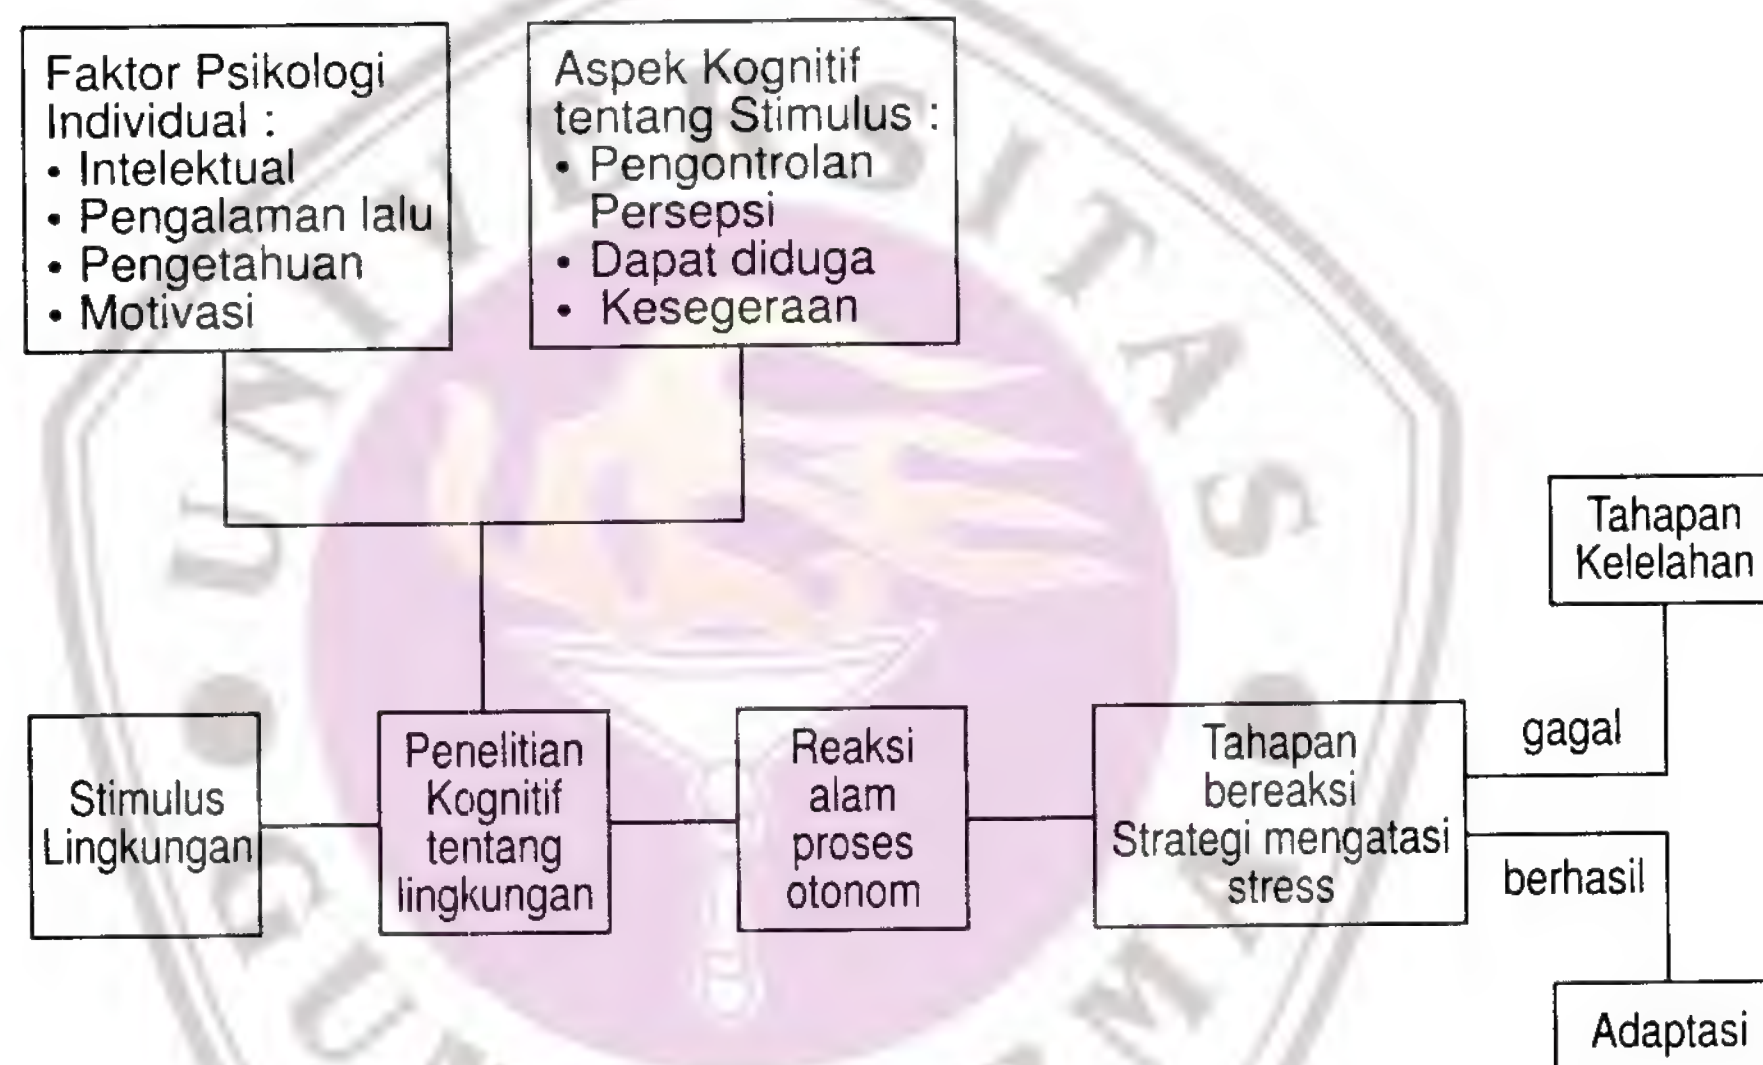 Faktor Psikologi
Individual :
• Intelektual
• Pengalaman lalu
• Pengetahuan
• Motivasi
Aspek Kognitif
tentang Stimulus :
• Pengontrolan
Persepsi
• Dapat diduga
• Kesegeraan
Stimulus
Lingkungan
Penelitian
Kognitif
tentang
lingkungan
Reaksi
alam
proses
otonom
Tahapan
bereaksi
Strategi mengatasi
stress
gagal
Tahapan
Kelelahan
berhasil
Adaptasi
UNIVERSITAS